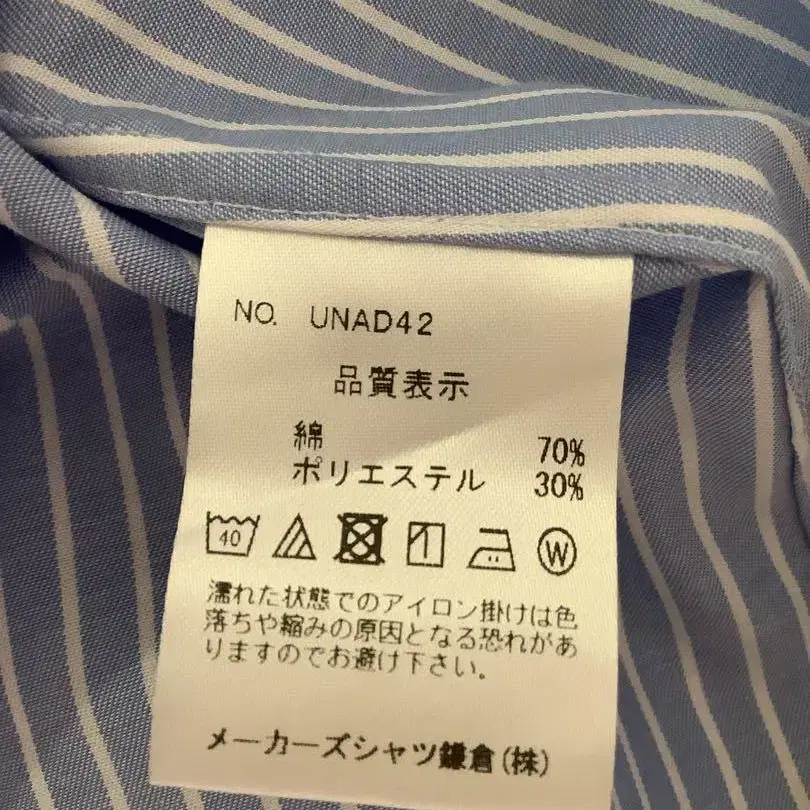 NO. UNAD42
品質表示
綿 70%
ポリエステル 30%
40 W
濡れた状態でのアイロン掛けは色
落ちや縮みの原因となる恐れがあ
りますのでお避け下さい。
メーカーズシャツ鎌倉(株)